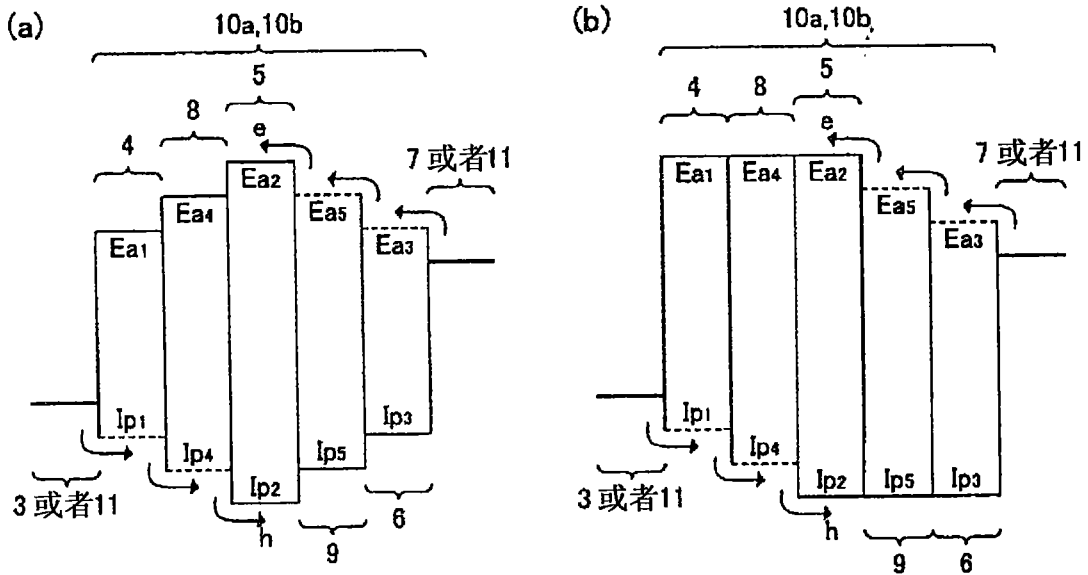 (a)
10a,10b
5
8
e
4
7 或者11
Ea2
Ea4
Ea5
Ea1
Ea3
Ip1
Ip3
Ip4
Ip5
Ip2
3 或者11
h
9
6
(b)
10a,10b
5
4
8
e
7 或者11
Ea1
Ea4
Ea2
Ea5
Ea3
Ip1
Ip4
Ip2
Ip5
Ip3
3 或者11
h
9
6